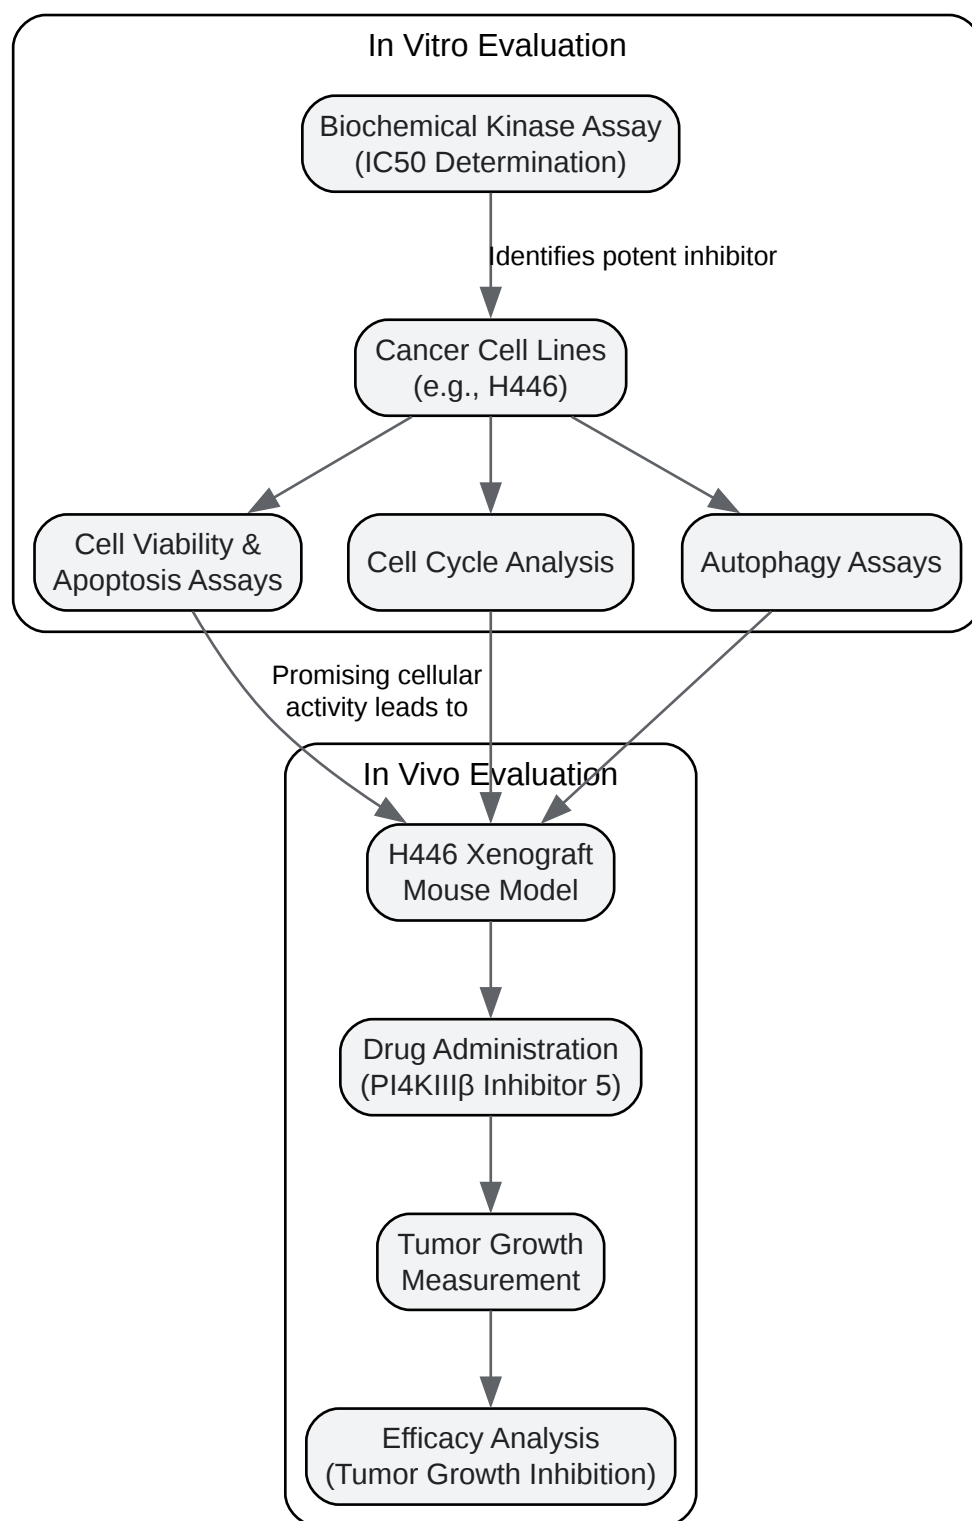 In Vitro Evaluation
Biochemical Kinase Assay
(IC50 Determination)
Identifies potent inhibitor
Cancer Cell Lines
(e.g., H446)
Cell Viability &
Apoptosis Assays
Cell Cycle Analysis
Autophagy Assays
Promising cellular
activity leads to
In Vivo Evaluation
H446 Xenograft
Mouse Model
Drug Administration
(PI4KIIIβ Inhibitor 5)
Tumor Growth
Measurement
Efficacy Analysis
(Tumor Growth Inhibition)